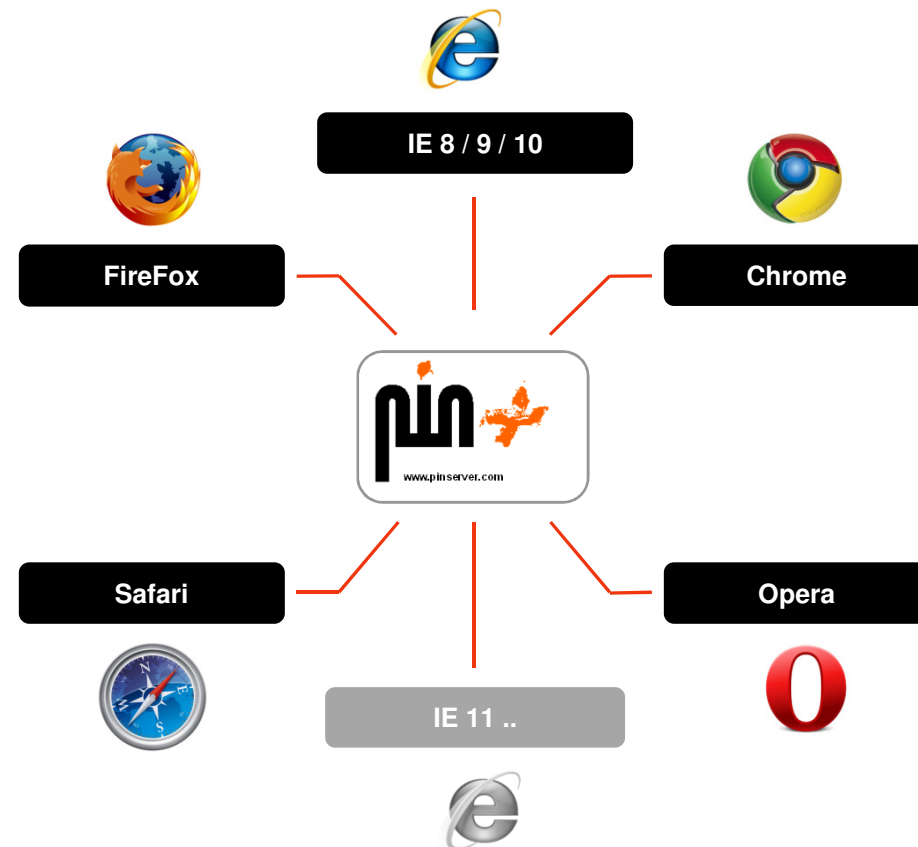 IE 8 / 9 / 10
FireFox
Chrome
pin
www.pinserver.com
Safari
Opera
IE 11 ..